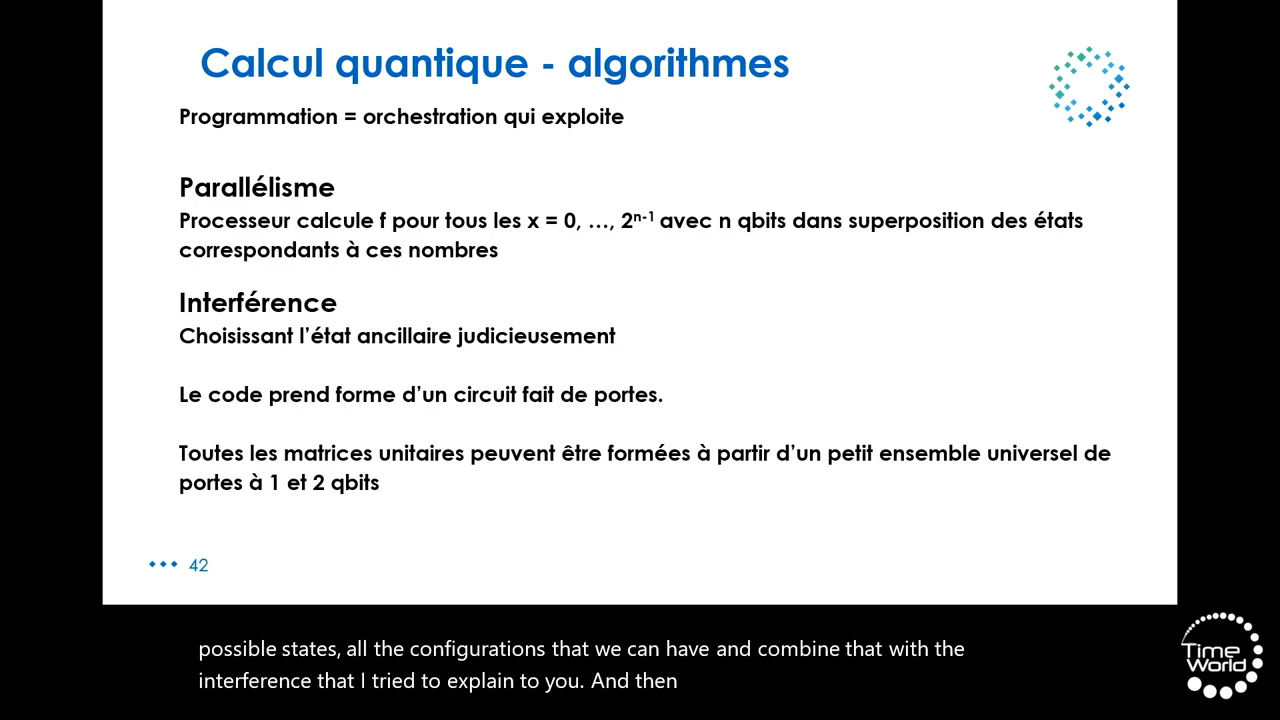 Calcul quantique - algorithmes
Programmation = orchestration qui exploite
Parallélisme
Processeur calcule f pour tous les x = 0, …, 2ⁿ⁻¹ avec n qbits dans superposition des états
correspondants à ces nombres
Interférence
Choisissant l’état ancillaire judicieusement
Le code prend forme d’un circuit fait de portes.
Toutes les matrices unitaires peuvent être formées à partir d’un petit ensemble universel de
portes à 1 et 2 qbits
42
possible states, all the configurations that we can have and combine that with the
interference that I tried to explain to you. And then
Time
World